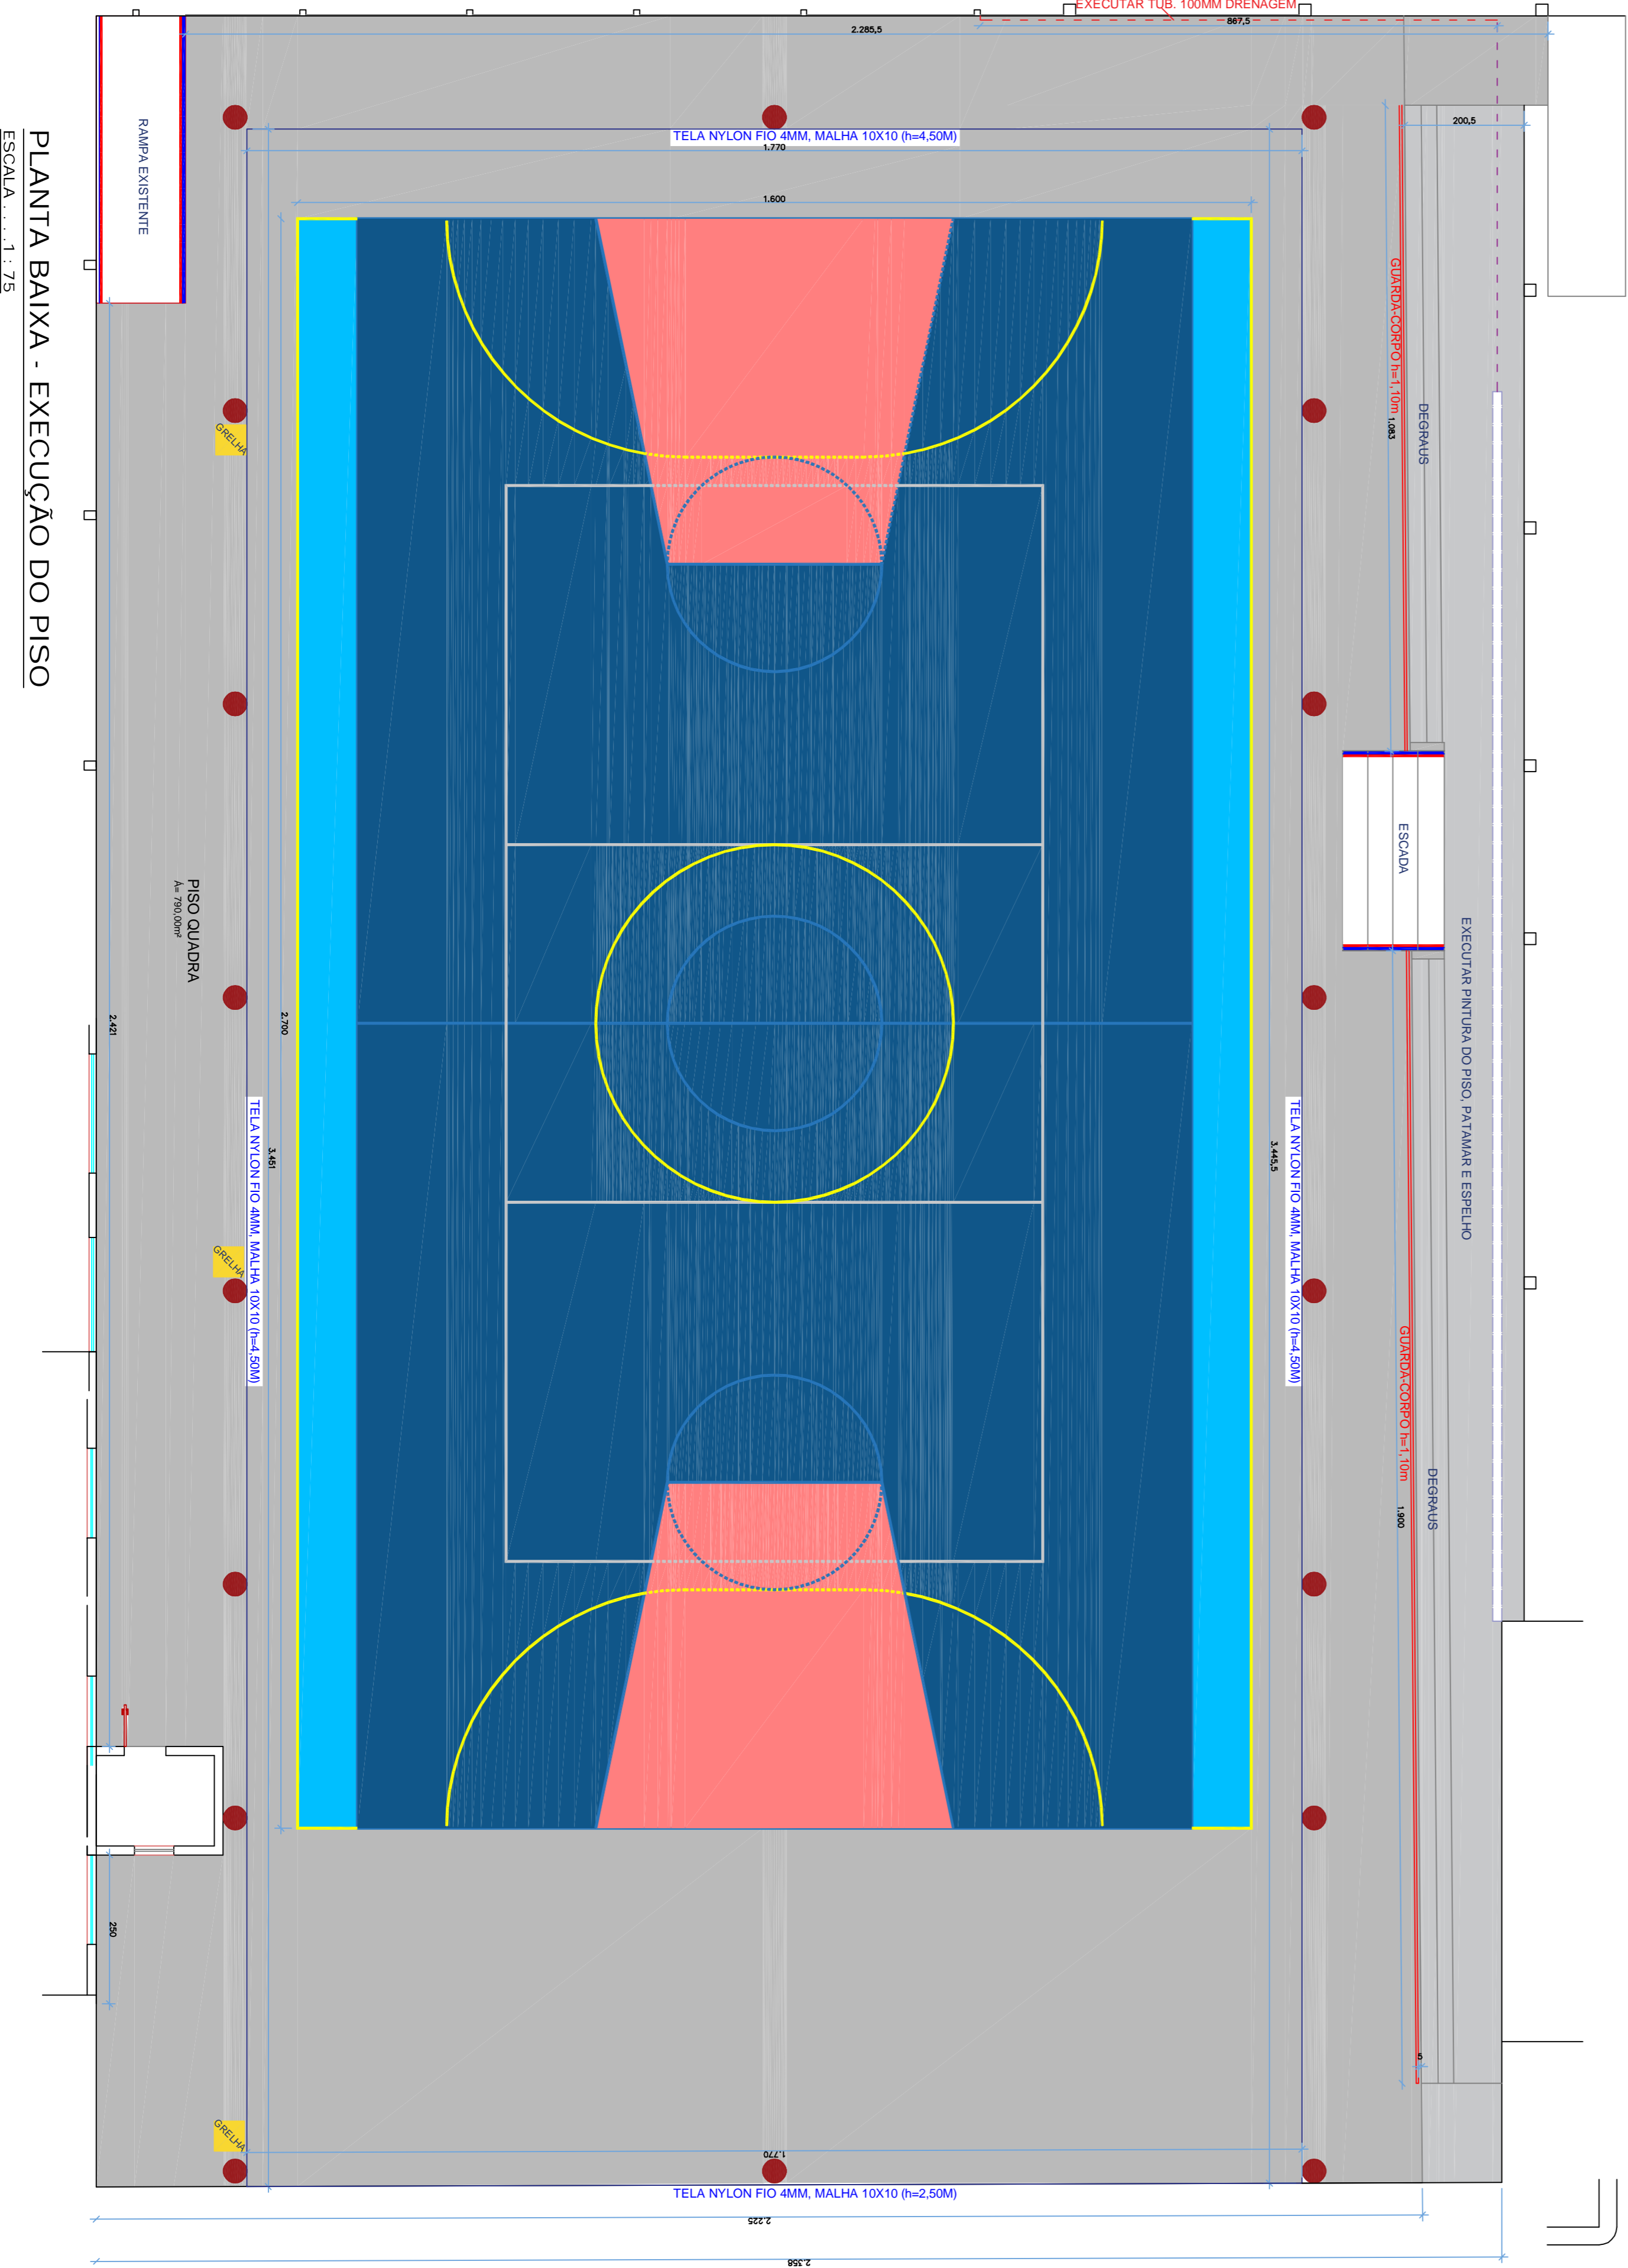 EXECUTAR TUB. 100MM DRENAGEM
867,5
2.285,5
200,5
TELA NYLON FIO 4MM, MALHA 10X10 (h=4,50M)
1.770
1.600
RAMPA EXISTENTE
GUARDA-CORPO h=1,10m
1.083
DEGRAUS
GRELHA
ESCADA
EXECUTAR PINTURA DO PISO, PATAMAR E ESPELHO
PISO QUADRA
A= 790,00m²
2.421
2.700
3.451
TELA NYLON FIO 4MM, MALHA 10X10 (h=4,50M)
3.445,5
TELA NYLON FIO 4MM, MALHA 10X10 (h=4,50M)
GRELHA
GUARDA-CORPO h=1,10m
1.900
DEGRAUS
250
5
GRELHA
1.770
TELA NYLON FIO 4MM, MALHA 10X10 (h=2,50M)
2.225
2.358
PLANTA BAIXA - EXECUÇÃO DO PISO
ESCALA . . . . 1 : 75